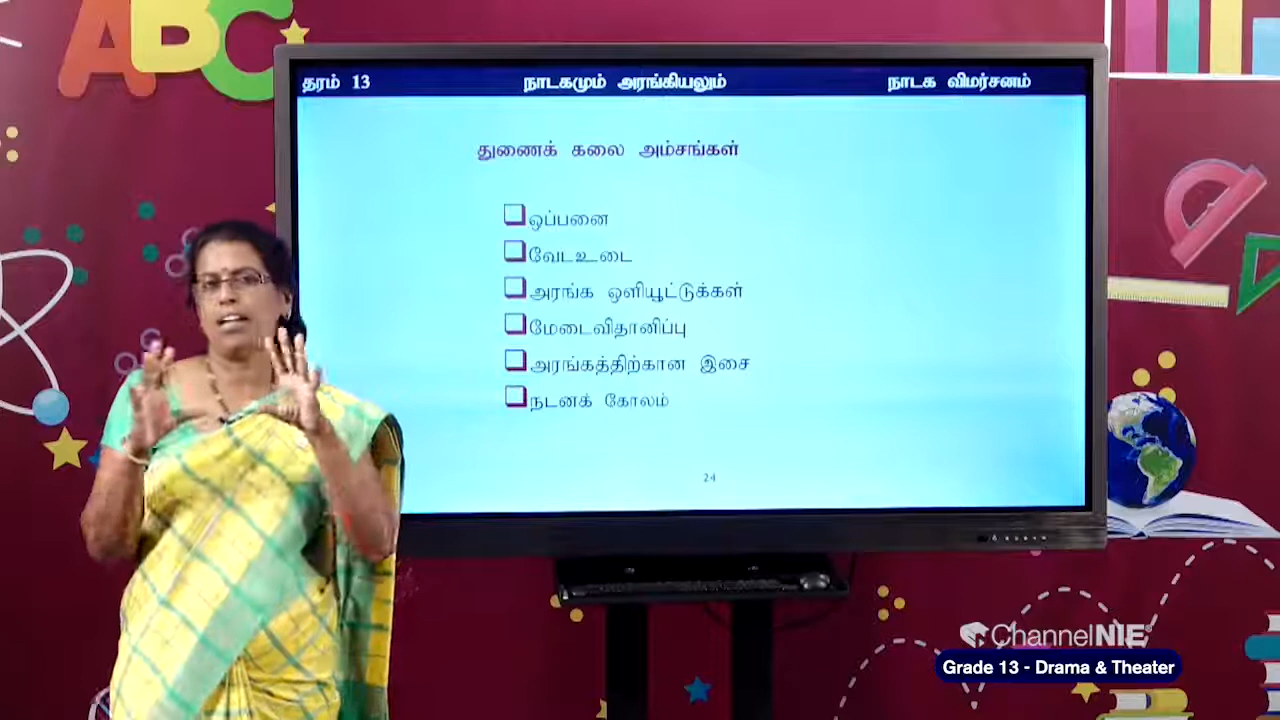 ABC
தரம் 13 நாடகமும் அரங்கியலும் நாடக விமர்சனம்
துணைக் கலை அம்சங்கள்
ஒப்பனை
வேடஉடை
அரங்க ஒளியூட்டுக்கள்
மேடைவிதானிப்பு
அரங்கத்திற்கான இசை
நடனக் கோலம்
24
ChannelNIE
Grade 13 - Drama & Theater